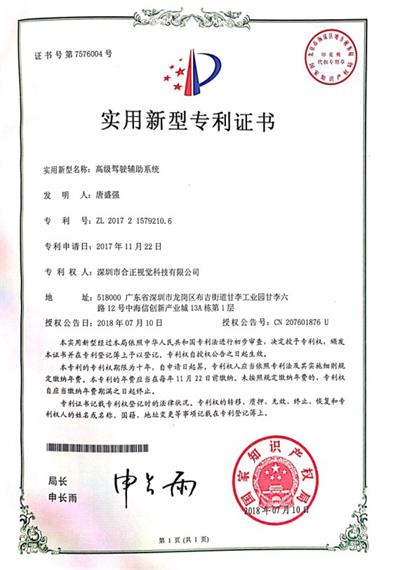 证书号第7576004号
实用新型专利证书
实用新型名称：高级驾驶辅助系统
发明人：唐盛强
专利号：ZL 2017 2 1579210.6
专利申请日：2017年11月22日
专利权人：深圳市合正视觉科技有限公司
地址：518000 广东省深圳市龙岗区布吉街道甘李工业园甘李六
路12号中海信创新产业城13A栋第1层
授权公告日：2018年07月10日 授权公告号：CN 207601876 U
本实用新型经过本局依照中华人民共和国专利法进行初步审查，决定授予专利权，颁发
本证书并在专利登记簿上予以登记。专利权自授权公告之日起生效。
本专利的专利权期限为十年，自申请日起算。专利权人应当依照专利法及其实施细则规
定缴纳年费。本专利的年费应当在每年11月22日前缴纳。未按照规定缴纳年费的，专利权
自应当缴纳年费期满之日起终止。
专利证书记载专利权登记时的法律状况。专利权的转移、质押、无效、终止、恢复和专
利权人的姓名或名称、国籍、地址变更等事项记载在专利登记簿上。
局长
申长雨
申长雨
国家知识产权局
2018年07月10日
第1页(共1页)